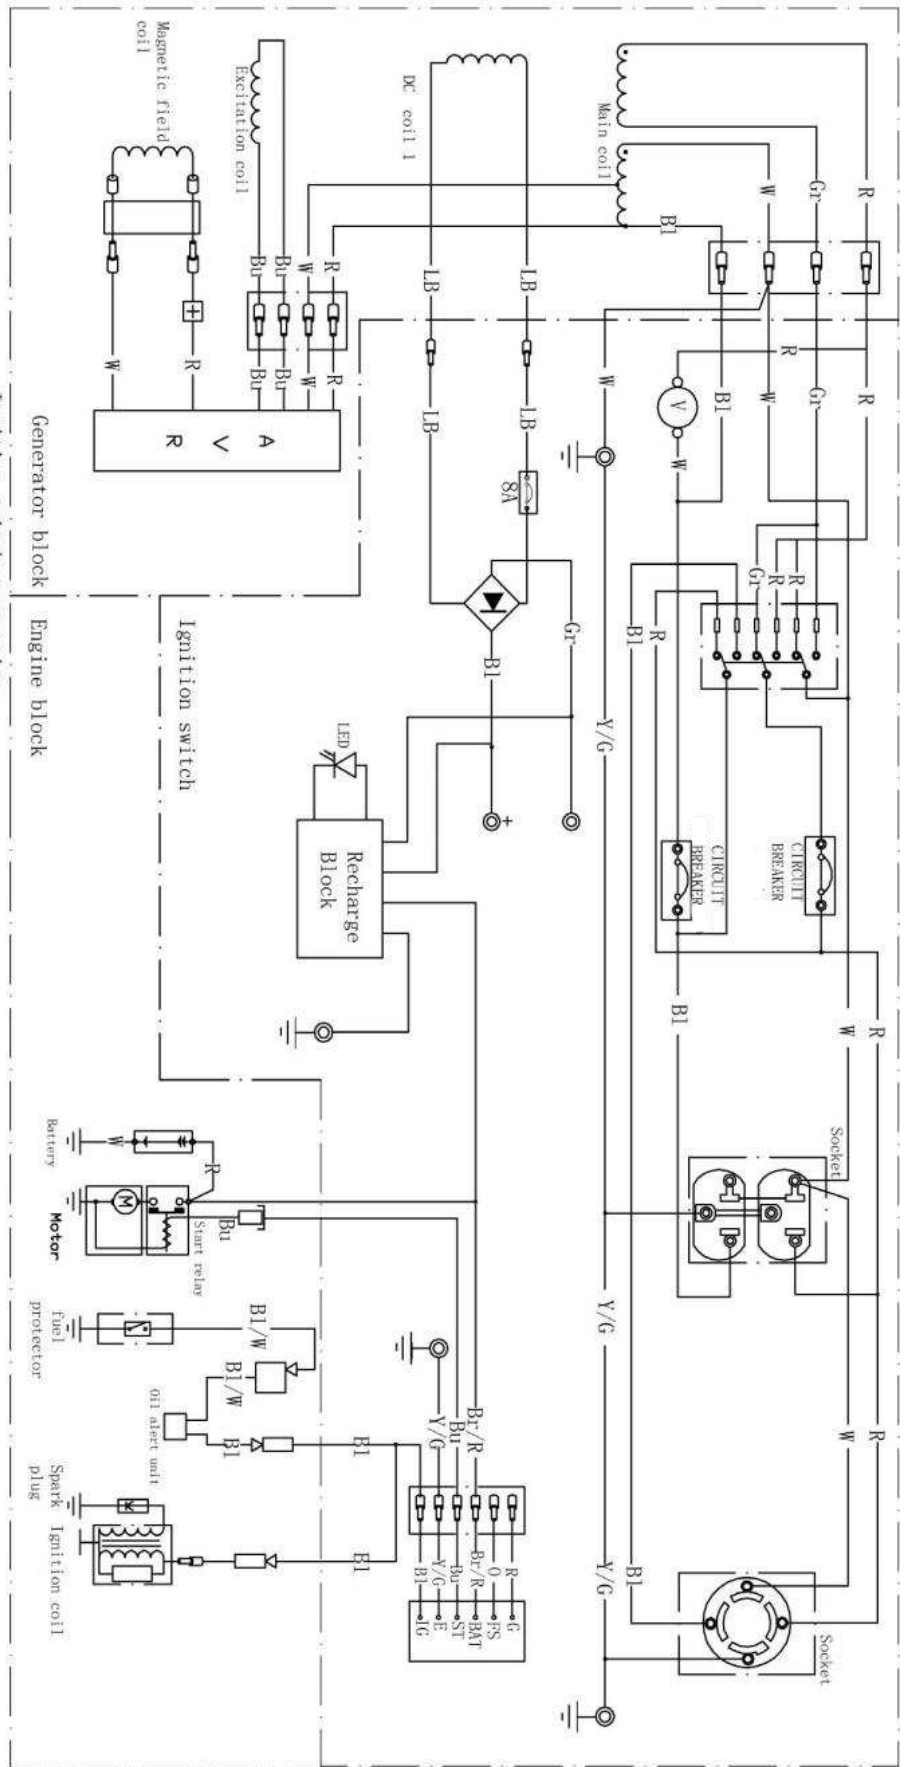 Magnetic field
coil
Excitation coil
DC coil 1
Main coil
Bl
W
Gr
R
Bu
Bu
W
R
LB
LB
W
R
Bu
Bu
W
R
LB
LB
W
R
W
Bl
W
Gr
R
V
A V R
8A
Gr
R
R
Bl
R
Gr
Bl
Y/G
Generator block
Engine block
Ignition switch
LED
Recharge
Block
+
CIRCUIT
BREAKER
CIRCUIT
BREAKER
Bl
W
R
Battery
W
R
M
Motor
Start relay
Bu
Socket
fuel
protector
Bl/W
Bl/W
Oil alert unit
Bl
Bl
Y/G
Bu
Br/R
Y/G
W
R
Spark
plug
Ignition coil
Bl
Bl
Y/G
Bu
Br/R
O
R
IG
E
ST
BAT
FS
G
Y/G
Bl
Socket